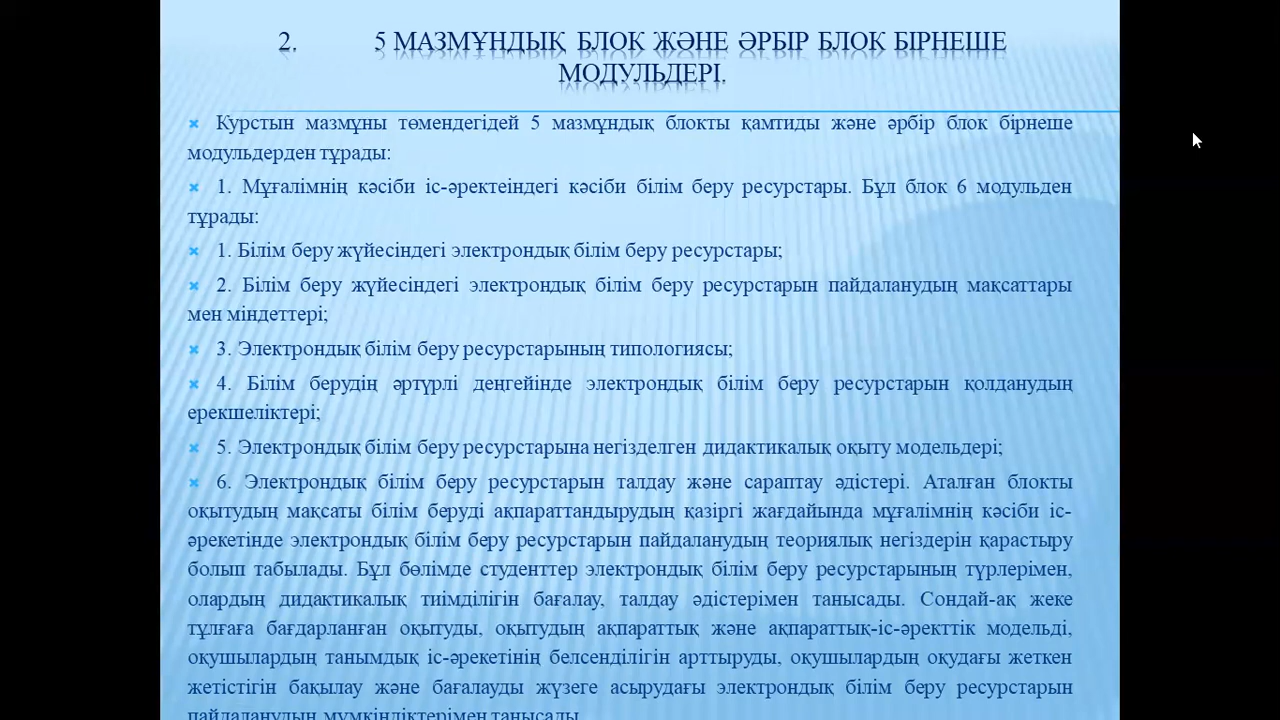 2. 5 МАЗМҰНДЫҚ БЛОК ЖӘНЕ ӘРБІР БЛОК БІРНЕШЕ
МОДУЛЬДЕРІ.
Курстын мазмұны төмендегідей 5 мазмұндық блокты қамтиды және әрбір блок бірнеше
модульдерден тұрады:
1. Мұғалімнің кәсіби іс-әректеіндегі кәсіби білім беру ресурстары. Бұл блок 6 модульден
тұрады:
1. Білім беру жүйесіндегі электрондық білім беру ресурстары;
2. Білім беру жүйесіндегі электрондық білім беру ресурстарын пайдаланудың мақсаттары
мен міндеттері;
3. Электрондық білім беру ресурстарының типологиясы;
4. Білім берудің әртүрлі деңгейінде электрондық білім беру ресурстарын қолданудың
ерекшеліктері;
5. Электрондық білім беру ресурстарына негізделген дидактикалық оқыту модельдері;
6. Электрондық білім беру ресурстарын талдау және сараптау әдістері. Аталған блокты
оқытудың мақсаты білім беруді ақпараттандырудың қазіргі жағдайында мұғалімнің кәсіби іс-
әрекетінде электрондық білім беру ресурстарын пайдаланудың теориялық негіздерін қарастыру
болып табылады. Бұл бөлімде студенттер электрондық білім беру ресурстарының түрлерімен,
олардың дидактикалық тиімділігін бағалау, талдау әдістерімен танысады. Сондай-ақ жеке
тұлғаға бағдарланған оқытуды, оқытудың ақпараттық және ақпараттық-іс-әректтік модельді,
оқушылардың танымдық іс-әрекетінің белсенділігін арттыруды, оқушылардың оқудағы жеткен
жетістігін бақылау және бағалауды жүзеге асырудағы электрондық білім беру ресурстарын
пайдаланудың мүмкіндіктерімен танысады.